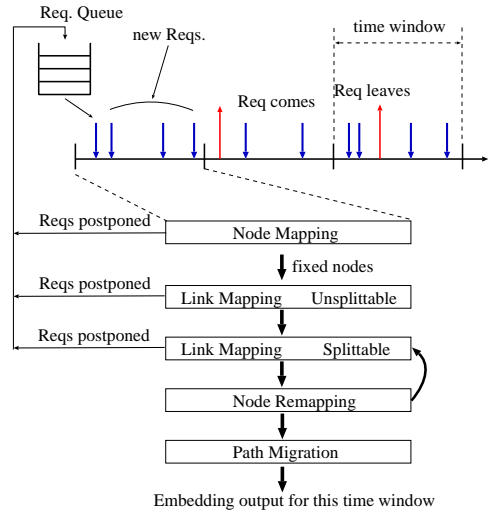 Req. Queue
new Reqs.
time window
Req comes
Req leaves
Reqs postponed
Node Mapping
fixed nodes
Reqs postponed
Link Mapping Unsplittable
Reqs postponed
Link Mapping Splittable
Node Remapping
Path Migration
Embedding output for this time window